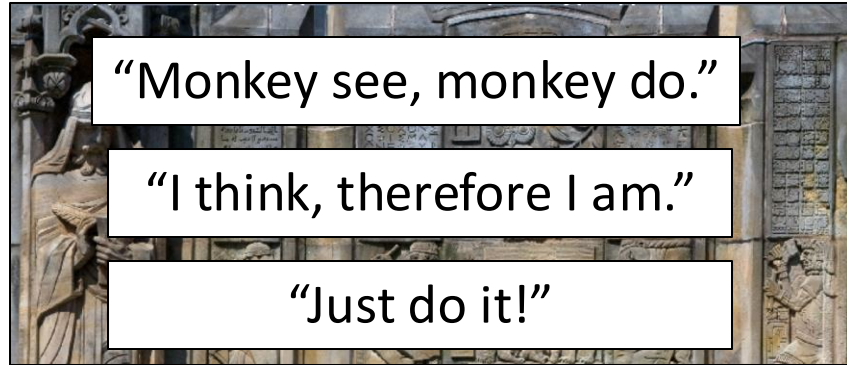 “Monkey see, monkey do.”
“I think, therefore I am.”
“Just do it!”